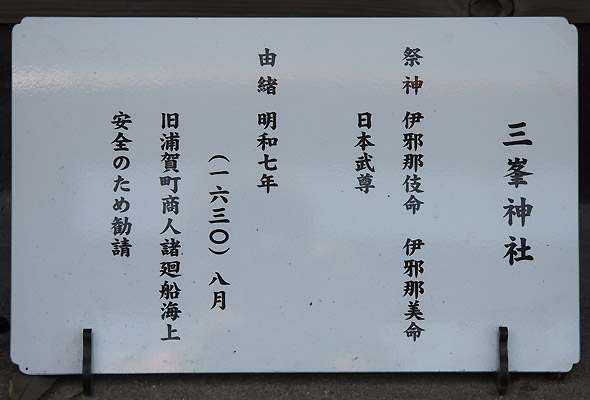 三峯神社
祭神 伊邪那伎命 伊邪那美命
日本武尊
由緒 明和七年
(一六三〇)八月
旧浦賀町商人諸廻船海上
安全のため勧請